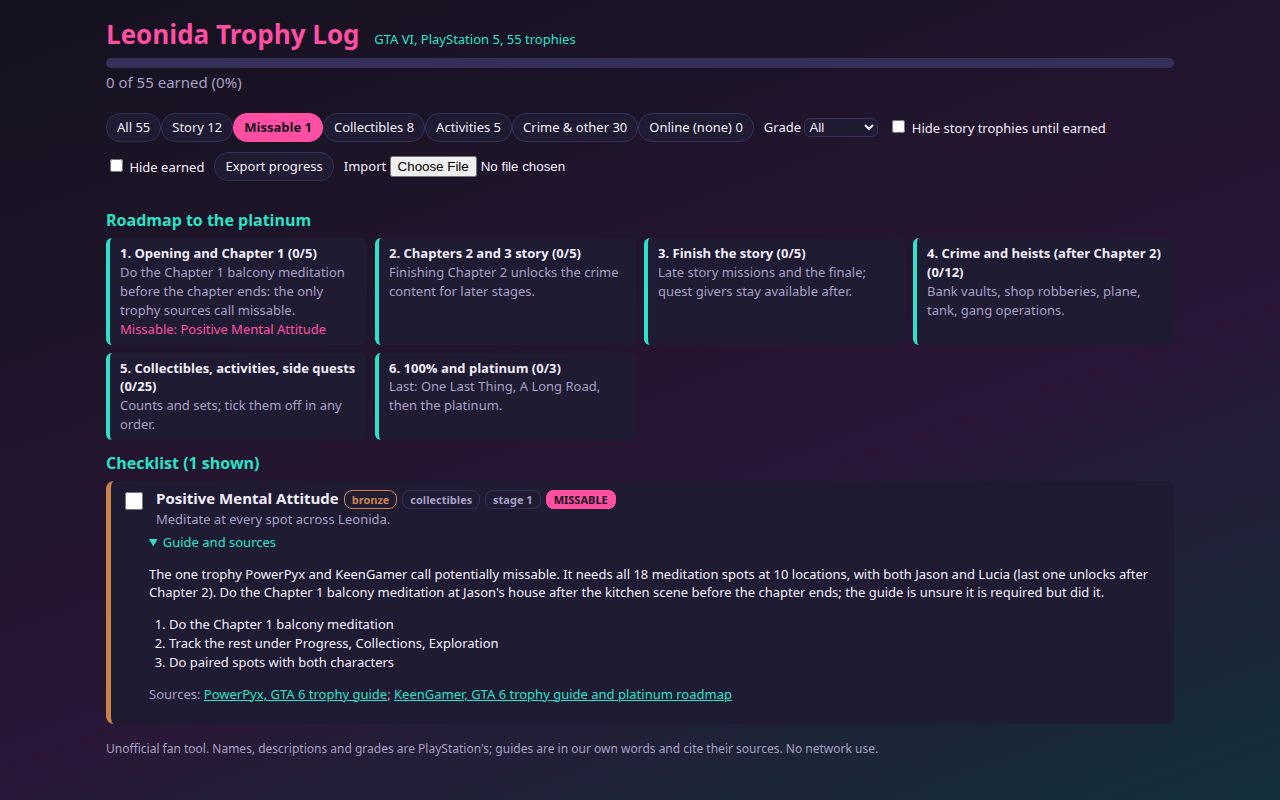 Leonida Trophy Log GTA VI, PlayStation 5, 55 trophies
0 of 55 earned (0%)
All 55 Story 12 Missable 1 Collectibles 8 Activities 5 Crime & other 30 Online (none) 0 Grade All Hide story trophies until earned
Hide earned Export progress Import Choose File No file chosen
Roadmap to the platinum
1. Opening and Chapter 1 (0/5)
Do the Chapter 1 balcony meditation
before the chapter ends: the only
trophy sources call missable.
Missable: Positive Mental Attitude
2. Chapters 2 and 3 story (0/5)
Finishing Chapter 2 unlocks the crime
content for later stages.
3. Finish the story (0/5)
Late story missions and the finale;
quest givers stay available after.
4. Crime and heists (after Chapter 2)
(0/12)
Bank vaults, shop robberies, plane,
tank, gang operations.
5. Collectibles, activities, side quests
(0/25)
Counts and sets; tick them off in any
order.
6. 100% and platinum (0/3)
Last: One Last Thing, A Long Road,
then the platinum.
Checklist (1 shown)
Positive Mental Attitude bronze collectibles stage 1 MISSABLE
Meditate at every spot across Leonida.
Guide and sources
The one trophy PowerPyx and KeenGamer call potentially missable. It needs all 18 meditation spots at 10 locations, with both Jason and Lucia (last one unlocks after
Chapter 2). Do the Chapter 1 balcony meditation at Jason's house after the kitchen scene before the chapter ends; the guide is unsure it is required but did it.
1. Do the Chapter 1 balcony meditation
2. Track the rest under Progress, Collections, Exploration
3. Do paired spots with both characters
Sources: PowerPyx, GTA 6 trophy guide; KeenGamer, GTA 6 trophy guide and platinum roadmap
Unofficial fan tool. Names, descriptions and grades are PlayStation's; guides are in our own words and cite their sources. No network use.